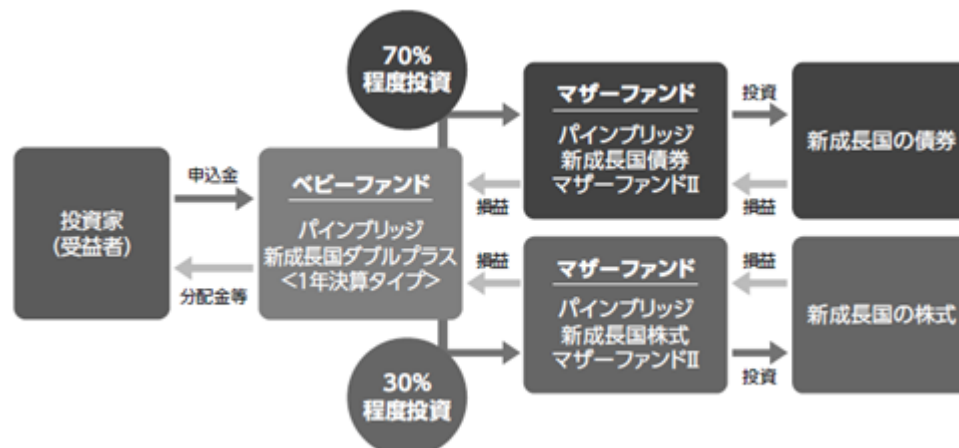 70%
程度投資
マザーファンド
パインブリッジ
新成長国債券
マザーファンドⅡ
投資
損益
新成長国の債券
損益
投資家
(受益者)
申込金
分配金等
ベビーファンド
パインブリッジ
新成長国ダブルプラス
<1年決算タイプ>
損益
マザーファンド
パインブリッジ
新成長国株式
マザーファンドⅡ
損益
投資
新成長国の株式
30%
程度投資